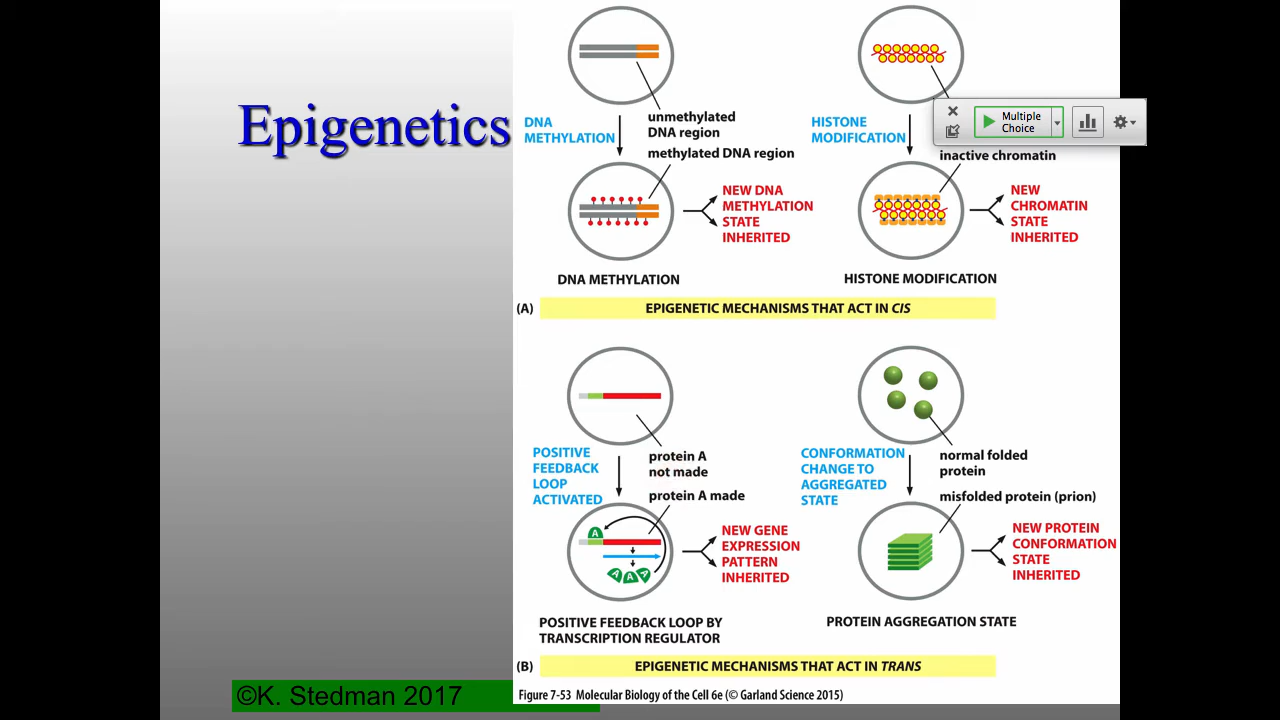 Epigenetics
DNA
METHYLATION
unmethylated
DNA region
methylated DNA region
NEW DNA
METHYLATION
STATE
INHERITED
DNA METHYLATION
HISTONE
MODIFICATION
Multiple
Choice
inactive chromatin
NEW
CHROMATIN
STATE
INHERITED
HISTONE MODIFICATION
(A)
EPIGENETIC MECHANISMS THAT ACT IN CIS
POSITIVE
FEEDBACK
LOOP
ACTIVATED
protein A
not made
protein A made
A
A A A
NEW GENE
EXPRESSION
PATTERN
INHERITED
POSITIVE FEEDBACK LOOP BY
TRANSCRIPTION REGULATOR
CONFORMATION
CHANGE TO
AGGREGATED
STATE
normal folded
protein
misfolded protein (prion)
NEW PROTEIN
CONFORMATION
STATE
INHERITED
PROTEIN AGGREGATION STATE
(B)
EPIGENETIC MECHANISMS THAT ACT IN TRANS
©K. Stedman 2017
Figure 7-53 Molecular Biology of the Cell 6e (© Garland Science 2015)